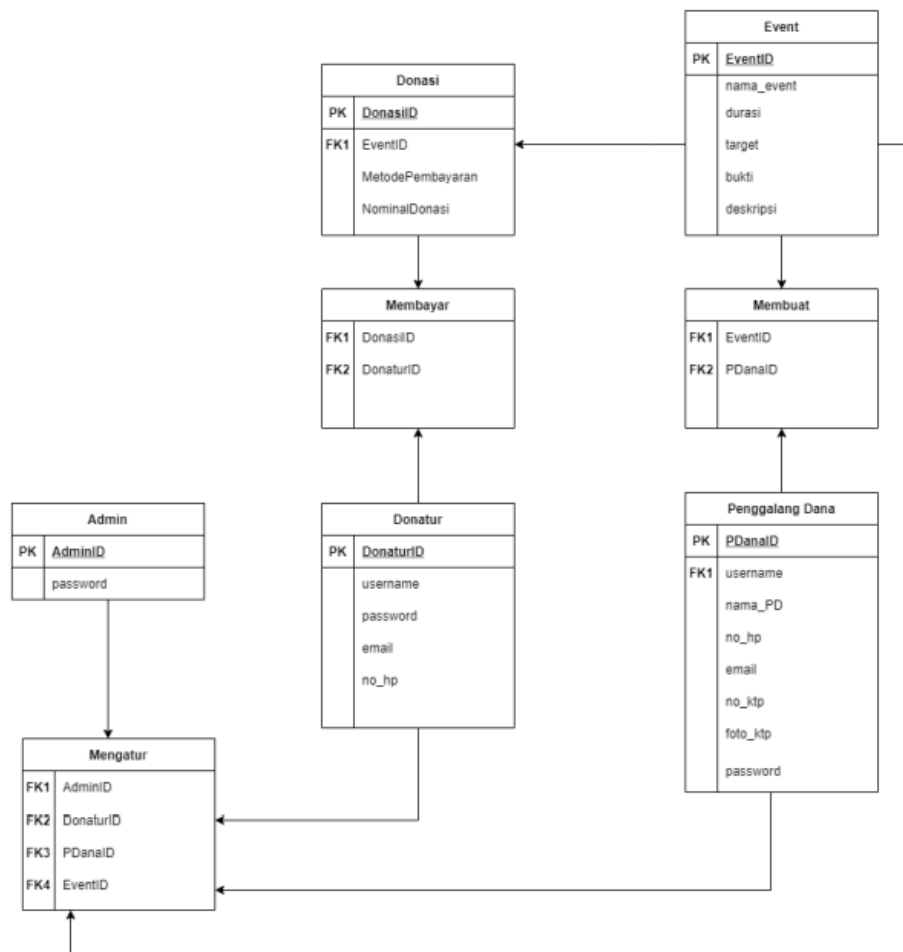 Event
PK EventID
nama_event
durasi
target
bukti
deskripsi
Donasi
PK DonasiID
FK1 EventID
MetodePembayaran
NominalDonasi
Membayar
FK1 DonasiID
FK2 DonaturID
Membuat
FK1 EventID
FK2 PDanaID
Admin
PK AdminID
password
Donatur
PK DonaturID
username
password
email
no_hp
Penggalang Dana
PK PDanaID
FK1 username
nama_PD
no_hp
email
no_ktp
foto_ktp
password
Mengatur
FK1 AdminID
FK2 DonaturID
FK3 PDanaID
FK4 EventID